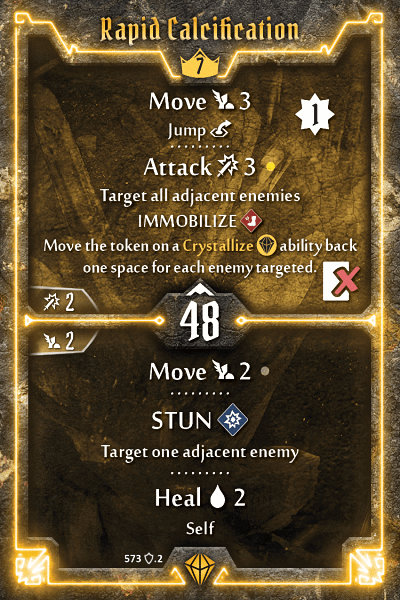 Rapid Calcification
7
Move 3
1
Jump
Attack 3
Target all adjacent enemies
IMMOBILIZE
Move the token on a Crystallize ability back
one space for each enemy targeted.
2
48
2
Move 2
STUN
Target one adjacent enemy
Heal 2
Self
573 .2